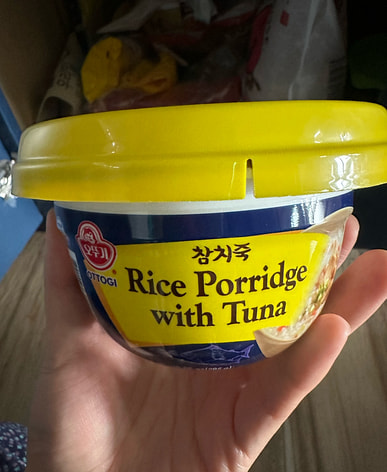 오뚜기
OTTOGI
®
참치죽
Rice Porridge
with Tuna